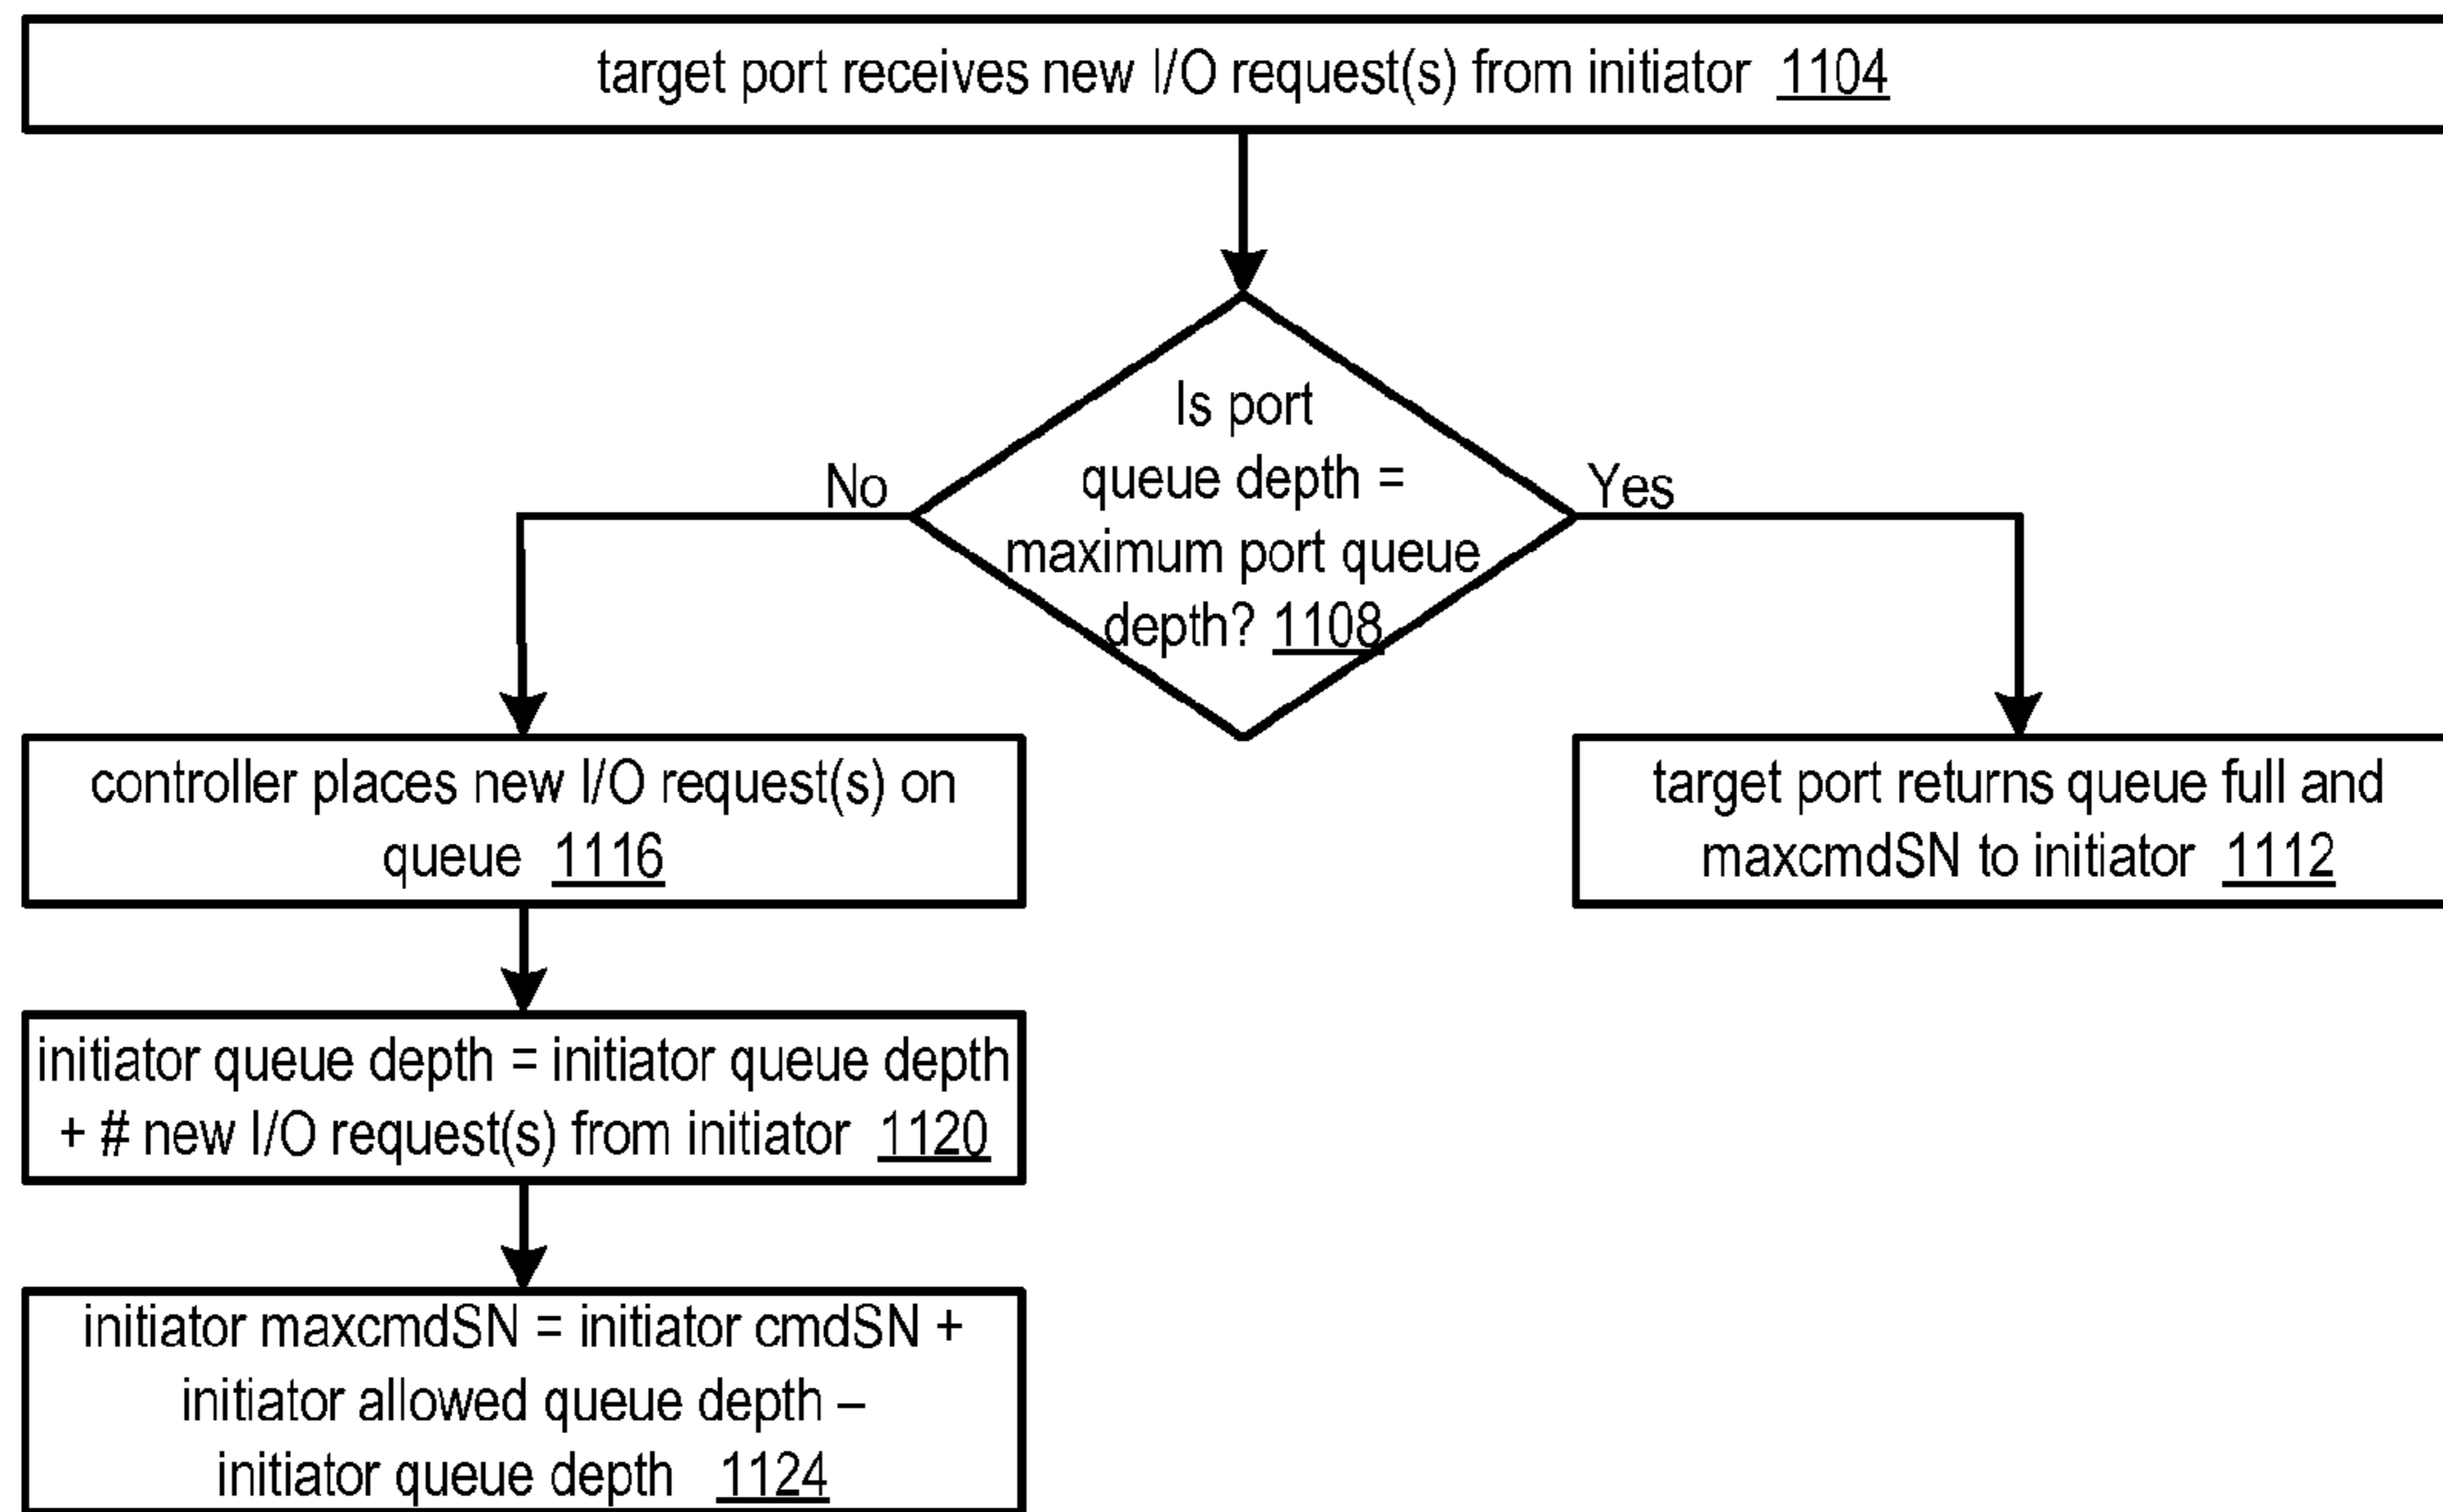 target port receives new I/O request(s) from initiator 1104
Is port
queue depth =
maximum port queue
depth? 1108
No
Yes
controller places new I/O request(s) on
queue 1116
target port returns queue full and
maxcmdSN to initiator 1112
initiator queue depth = initiator queue depth
+ # new I/O request(s) from initiator 1120
initiator maxcmdSN = initiator cmdSN +
initiator allowed queue depth –
initiator queue depth 1124